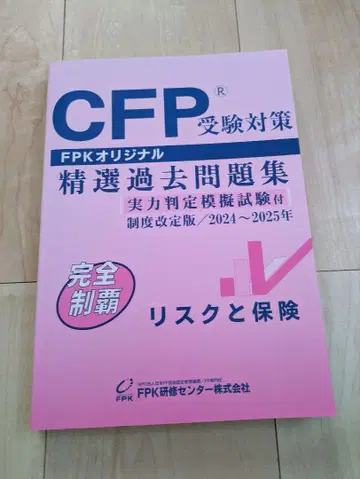 CFP® 受験対策
FPKオリジナル
精選過去問題集
実力判定模擬試験付
制度改定版/2024～2025年
完全
制覇
リスクと保険
FPK
FPK研修センター株式会社